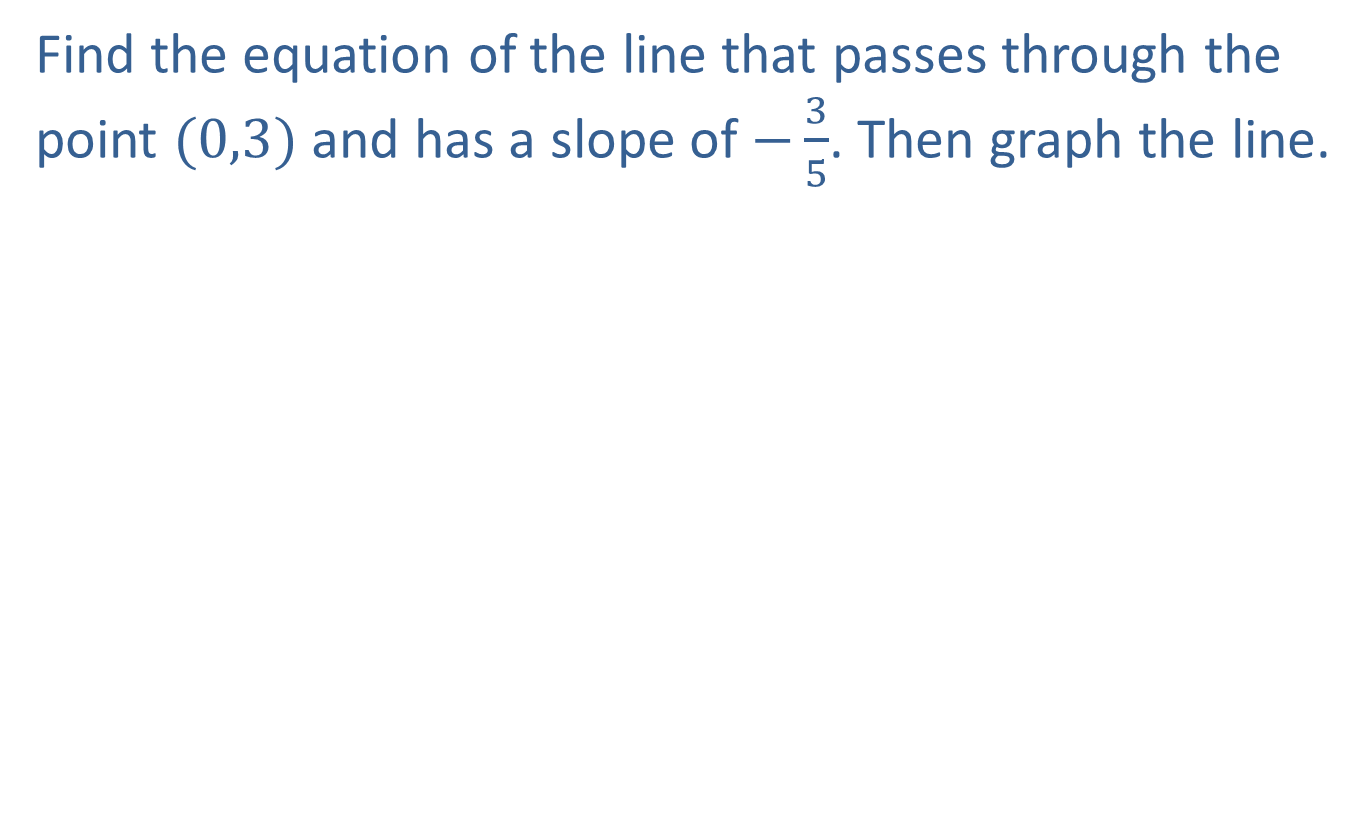 Find the equation of the line that passes through the
point (0,3) and has a slope of −3/5. Then graph the line.